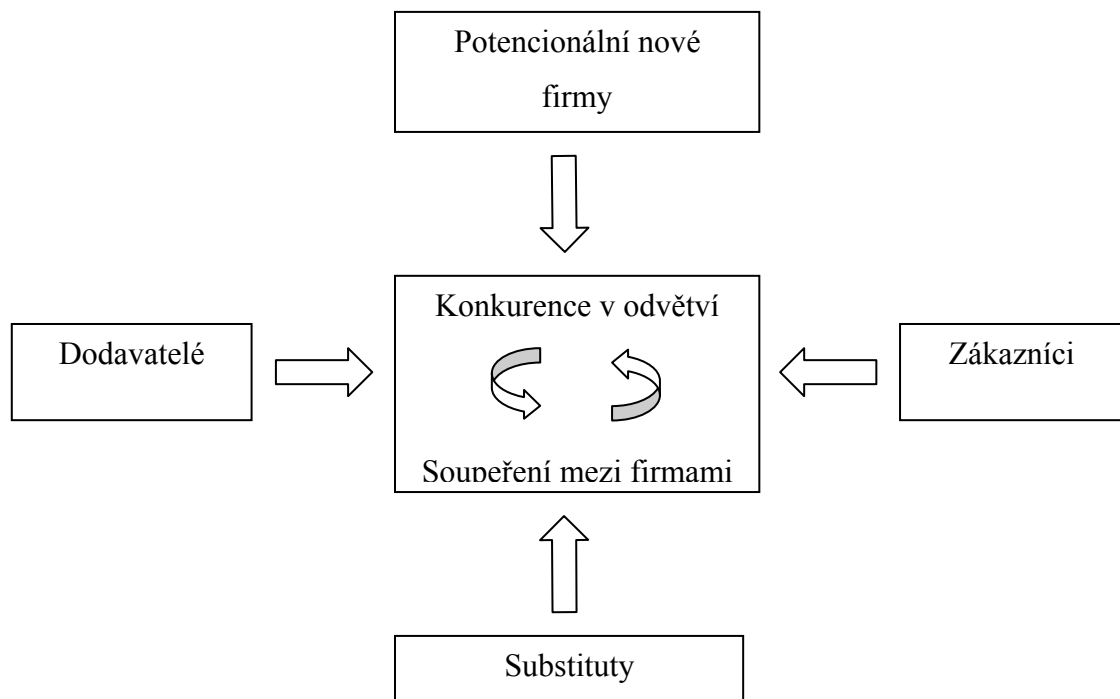 Potencionální nové
firmy
Konkurence v odvětví
Dodavatelé
Zákazníci
Soupeření mezi firmami
Substituty